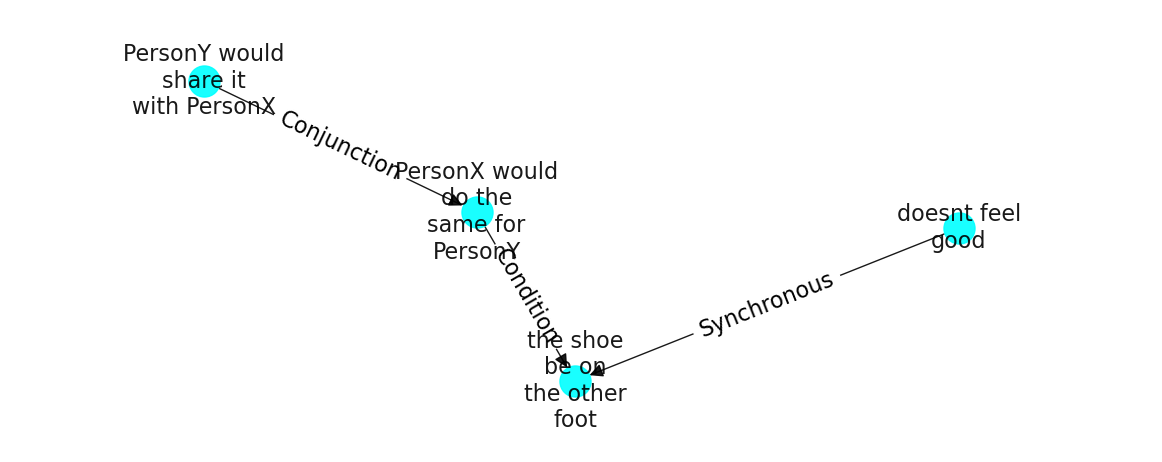 PersonY would
share it
with PersonX
Conjunction
PersonX would
do the
same for
PersonY
doesnt feel
good
Condition
Synchronous
the shoe
be on
the other
foot